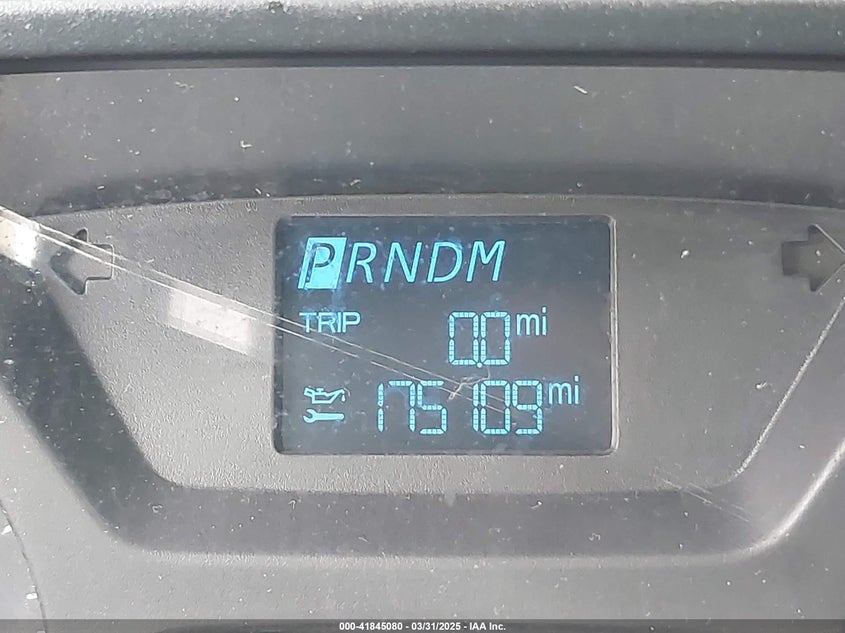 PRNDM
TRIP 0.0 mi
175109 mi
000-41845080 - 03/31/2025 - IAA Inc.